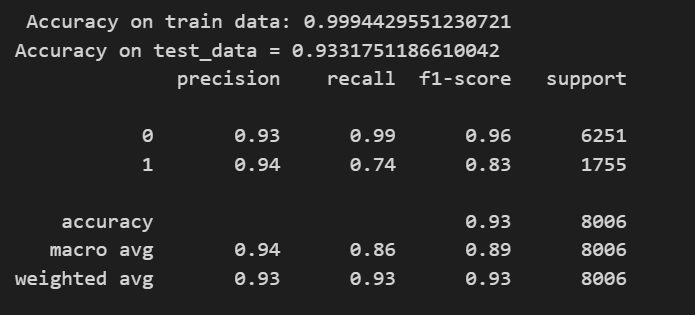 Accuracy on train data: 0.9994429551230721
Accuracy on test_data = 0.9331751186610042
precision recall f1-score support
0 0.93 0.99 0.96 6251
1 0.94 0.74 0.83 1755
accuracy 0.93 8006
macro avg 0.94 0.86 0.89 8006
weighted avg 0.93 0.93 0.93 8006